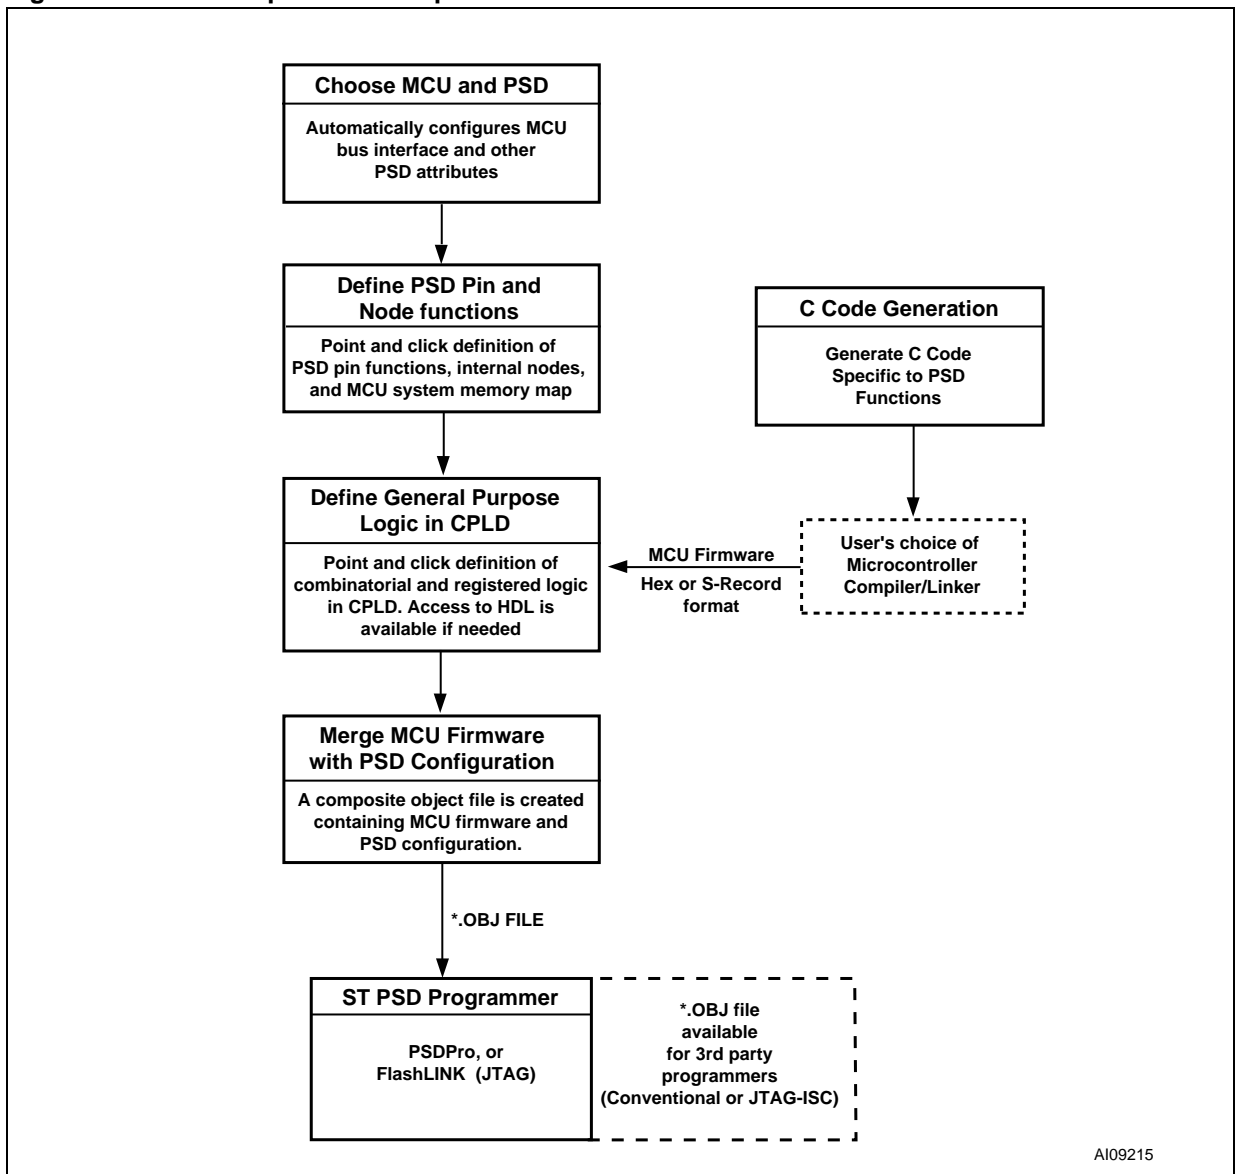 Choose MCU and PSD
Automatically configures MCU
bus interface and other
PSD attributes
Define PSD Pin and
Node functions
Point and click definition of
PSD pin functions, internal nodes,
and MCU system memory map
C Code Generation
Generate C Code
Specific to PSD
Functions
Define General Purpose
Logic in CPLD
Point and click definition of
combinatorial and registered logic
in CPLD. Access to HDL is
available if needed
MCU Firmware
Hex or S-Record
format
User's choice of
Microcontroller
Compiler/Linker
Merge MCU Firmware
with PSD Configuration
A composite object file is created
containing MCU firmware and
PSD configuration.
*.OBJ FILE
ST PSD Programmer
PSDPro, or
FlashLINK (JTAG)
*.OBJ file
available
for 3rd party
programmers
(Conventional or JTAG-ISC)
AI09215